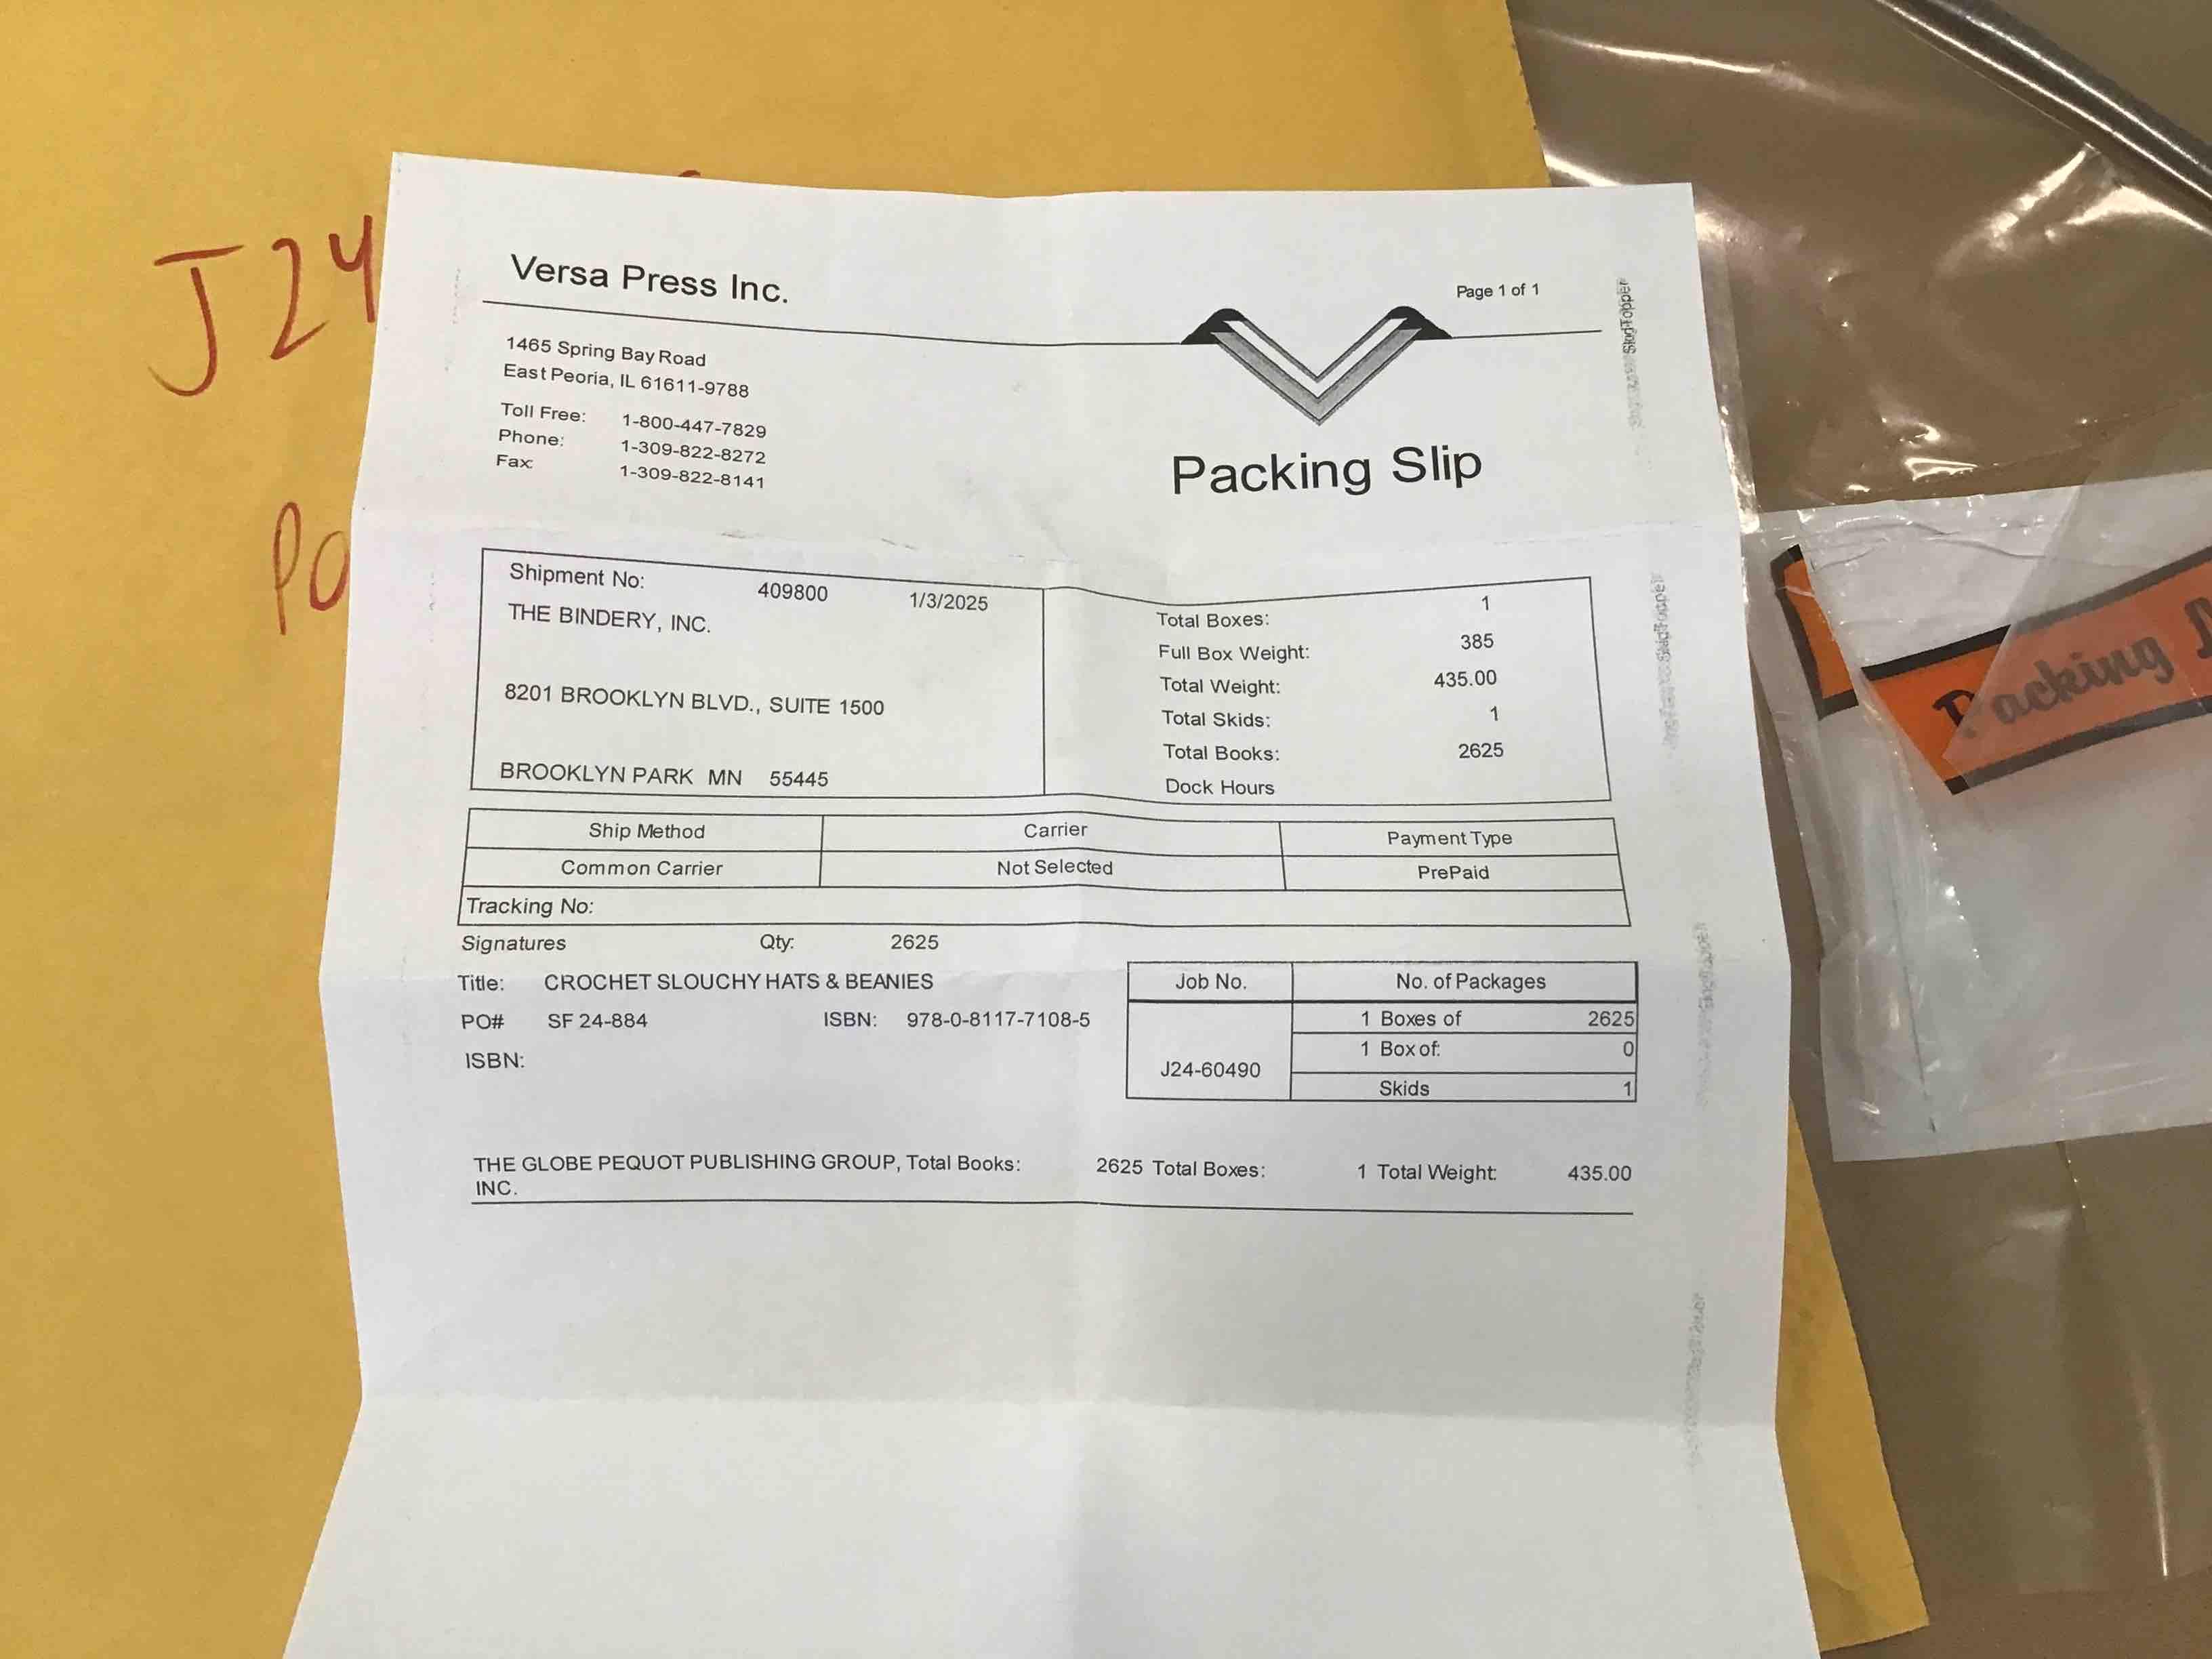 J24
PO
Versa Press Inc.
Page 1 of 1
1465 Spring Bay Road
East Peoria, IL 61611-9788
Toll Free: 1-800-447-7829
Phone: 1-309-822-8272
Fax: 1-309-822-8141
Packing Slip
Shipment No: 409800 1/3/2025
THE BINDERY, INC.
8201 BROOKLYN BLVD., SUITE 1500
BROOKLYN PARK MN 55445
Total Boxes: 1
Full Box Weight: 385
Total Weight: 435.00
Total Skids: 1
Total Books: 2625
Dock Hours
Ship Method Carrier Payment Type
Common Carrier Not Selected PrePaid
Tracking No:
Signatures Qty: 2625
Title: CROCHET SLOUCHY HATS & BEANIES
PO# SF 24-884 ISBN: 978-0-8117-7108-5
ISBN:
Job No. No. of Packages
J24-60490
1 Boxes of 2625
1 Box of: 0
Skids 1
THE GLOBE PEQUOT PUBLISHING GROUP, Total Books: 2625 Total Boxes: 1 Total Weight: 435.00
INC.
SkidTopper
Packing